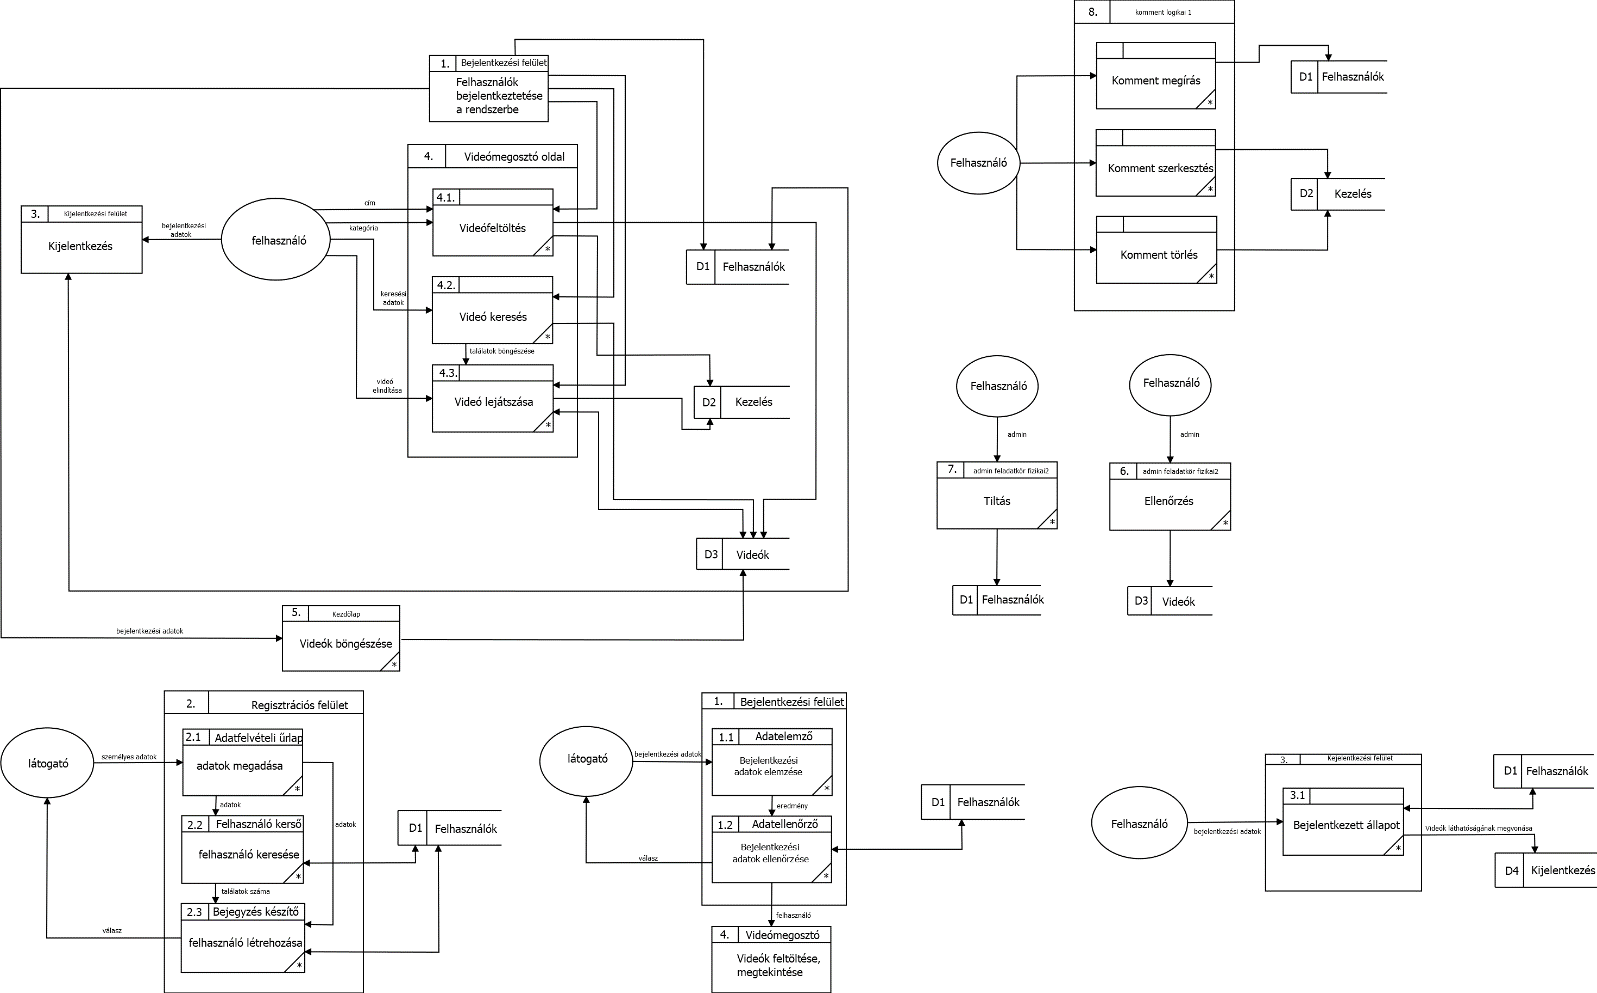 1. Bejelentkezési felület
Felhasználók
bejelentkeztetése
a rendszerbe
4. Videómegosztó oldal
4.1.
Videófeltöltés
*
4.2.
Videó keresés
*
találatok böngészése
4.3.
Videó lejátszása
*
3. Kijelentkezési felület
Kijelentkezés
bejelentkezési
adatok
felhasználó
cím
kategória
keresési
adatok
videó
elindítása
D1 Felhasználók
D2 Kezelés
D3 Videók
bejelentkezési adatok
5. Kezdőlap
Videók böngészése
*
8. komment logikai 1
Komment megírás
*
Komment szerkesztés
*
Komment törlés
*
Felhasználó
D1 Felhasználók
D2 Kezelés
Felhasználó
admin
7. admin feladatkör fizikai2
Tiltás
*
D1 Felhasználók
Felhasználó
admin
6. admin feladatkör fizikai2
Ellenőrzés
*
D3 Videók
2. Regisztrációs felület
látogató
személyes adatok
2.1 Adatfelvételi űrlap
adatok megadása
*
adatok
adatok
2.2 Felhasználó kerső
felhasználó keresése
*
találatok száma
2.3 Bejegyzés készítő
felhasználó létrehozása
*
válasz
D1 Felhasználók
1. Bejelentkezési felület
látogató
bejelentkezési adatok
1.1 Adatelemző
Bejelentkezési
adatok elemzése
*
eredmény
1.2 Adatellenőrző
Bejelentkezési
adatok ellenőrzése
*
válasz
felhasználó
4. Videómegosztó
Videók feltöltése,
megtekintése
D1 Felhasználók
3. Kejelentkezési felület
Felhasználó
bejelentkezési adatok
3.1
Bejelentkezett állapot
*
D1 Felhasználók
Videók láthatóságának megvonása
D4 Kijelentkezés